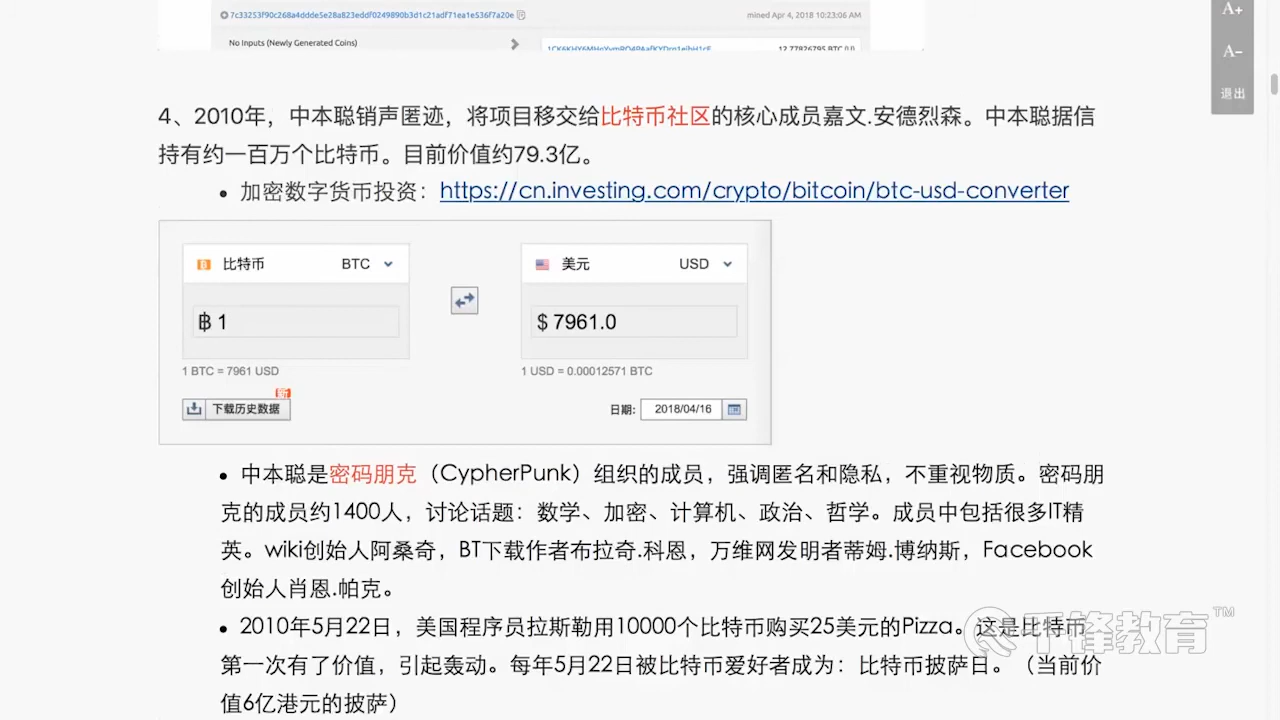 7c33253f90c268a4ddde5e28a823eddf0249890b3d1c21adf71ea1e536f7a20e
mined Apr 4, 2018 10:23:06 AM
No Inputs (Newly Generated Coins)
12.77826795 BTC (U)
A+
A-
退出
4、2010年，中本聪销声匿迹，将项目移交给比特币社区的核心成员嘉文.安德烈森。中本聪据信
持有约一百万个比特币。目前价值约79.3亿。
• 加密数字货币投资：https://cn.investing.com/crypto/bitcoin/btc-usd-converter
比特币 BTC
美元 USD
฿ 1
$ 7961.0
1 BTC = 7961 USD
1 USD = 0.00012571 BTC
新
下载历史数据
日期: 2018/04/16
• 中本聪是密码朋克（CypherPunk）组织的成员，强调匿名和隐私，不重视物质。密码朋
克的成员约1400人，讨论话题：数学、加密、计算机、政治、哲学。成员中包括很多IT精
英。wiki创始人阿桑奇，BT下载作者布拉奇.科恩，万维网发明者蒂姆.博纳斯，Facebook
创始人肖恩.帕克。
• 2010年5月22日，美国程序员拉斯勒用10000个比特币购买25美元的Pizza。这是比特币
第一次有了价值，引起轰动。每年5月22日被比特币爱好者成为：比特币披萨日。（当前价
值6亿港元的披萨）
千锋教育™